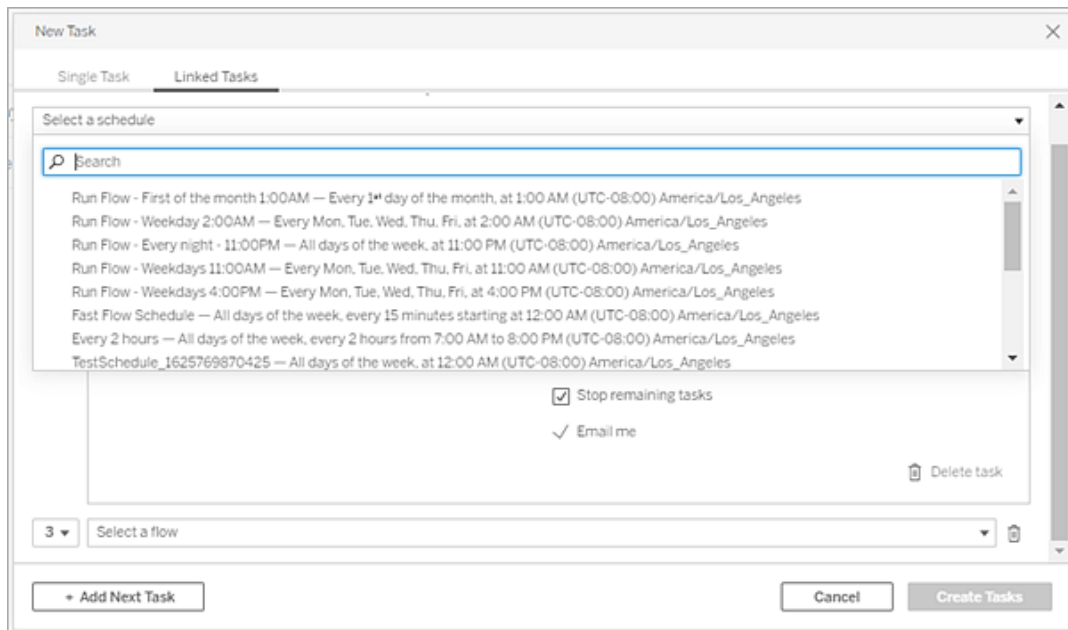 New Task
Single Task
Linked Tasks
Select a schedule
Search
Run Flow - First of the month 1:00AM — Every 1st day of the month, at 1:00 AM (UTC-08:00) America/Los_Angeles
Run Flow - Weekday 2:00AM — Every Mon, Tue, Wed, Thu, Fri, at 2:00 AM (UTC-08:00) America/Los_Angeles
Run Flow - Every night - 11:00PM — All days of the week, at 11:00 PM (UTC-08:00) America/Los_Angeles
Run Flow - Weekdays 11:00AM — Every Mon, Tue, Wed, Thu, Fri, at 11:00 AM (UTC-08:00) America/Los_Angeles
Run Flow - Weekdays 4:00PM — Every Mon, Tue, Wed, Thu, Fri, at 4:00 PM (UTC-08:00) America/Los_Angeles
Fast Flow Schedule — All days of the week, every 15 minutes starting at 12:00 AM (UTC-08:00) America/Los_Angeles
Every 2 hours — All days of the week, every 2 hours from 7:00 AM to 8:00 PM (UTC-08:00) America/Los_Angeles
TestSchedule_1625769870425 — All days of the week, at 12:00 AM (UTC-08:00) America/Los_Angeles
Stop remaining tasks
Email me
Delete task
3 Select a flow
+ Add Next Task
Cancel
Create Tasks